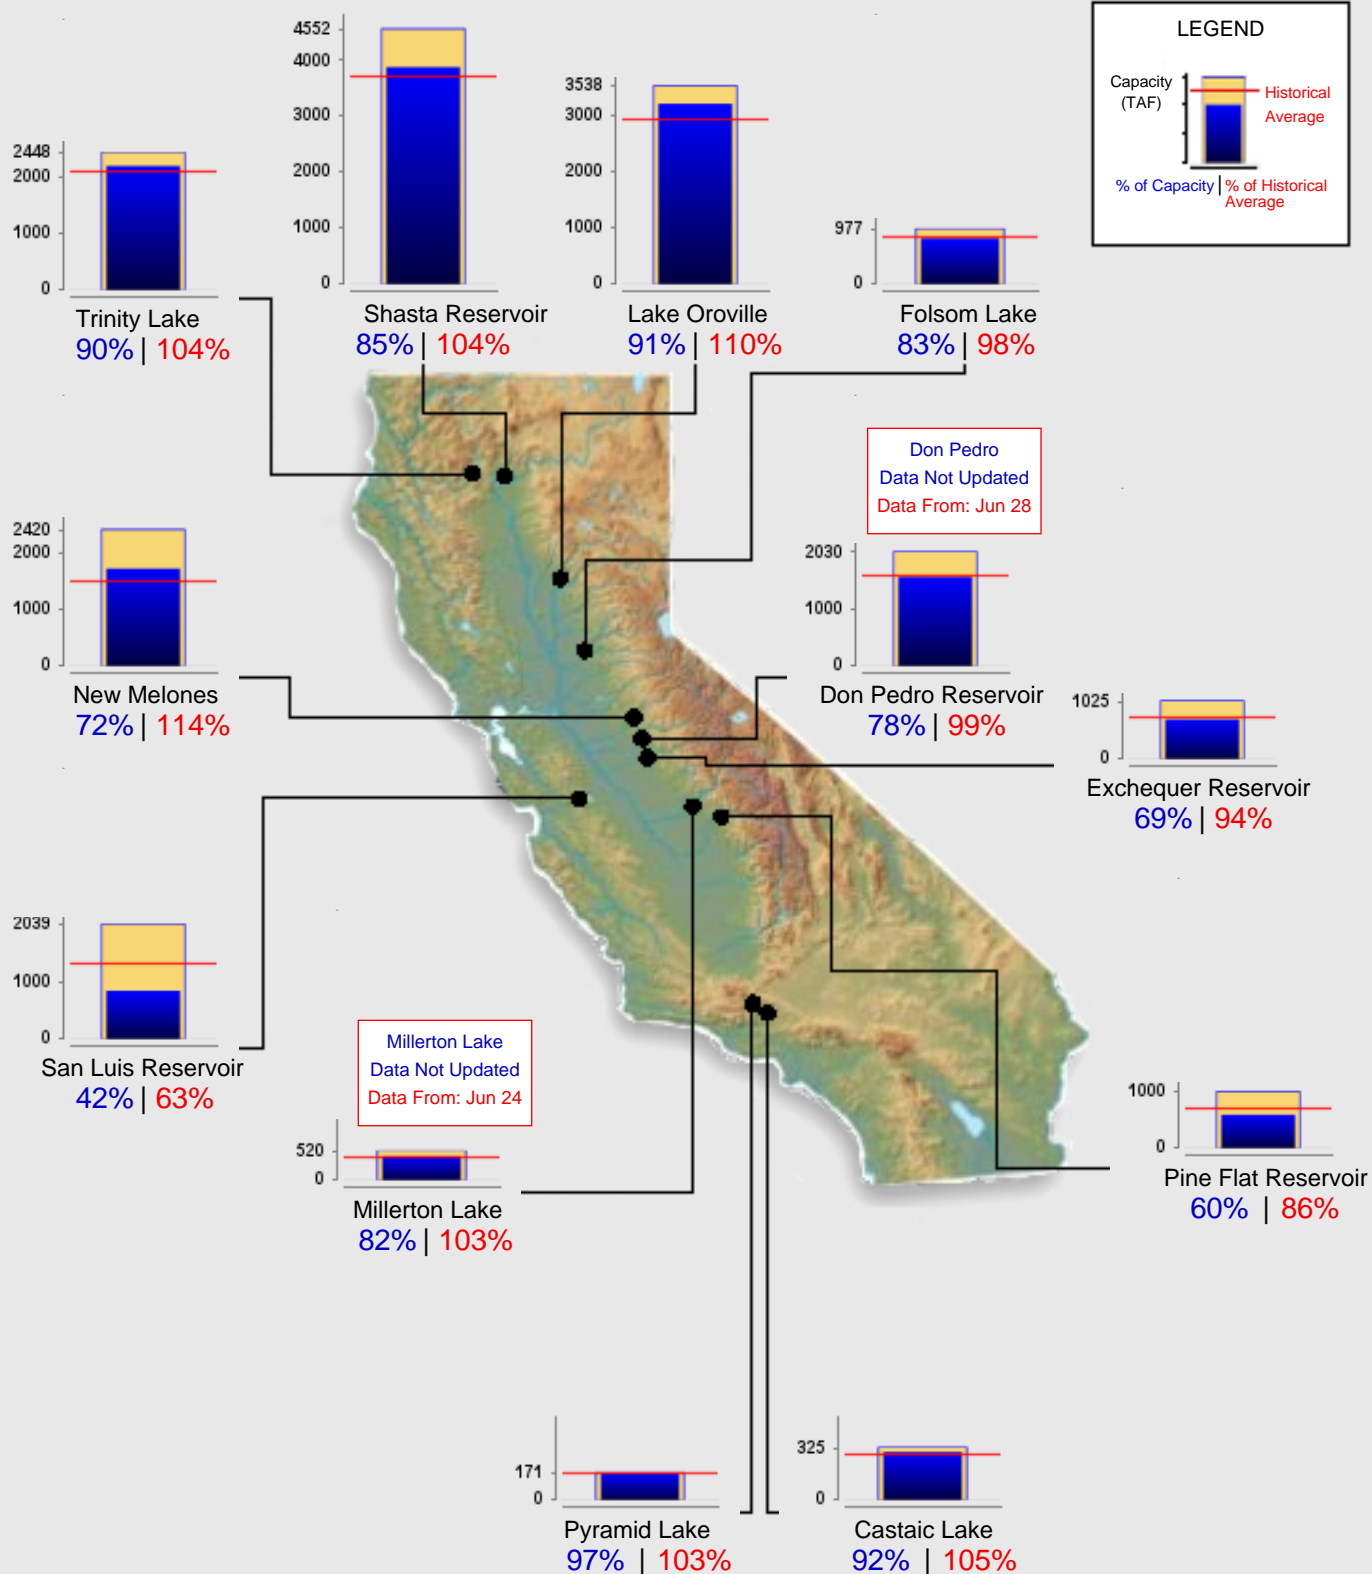 LEGEND
Capacity
(TAF)
Historical
Average
% of Capacity | % of Historical
Average
4552
4000
3000
2000
1000
0
Shasta Reservoir
85% | 104%
3538
3000
2000
1000
0
Lake Oroville
91% | 110%
2448
2000
1000
0
Trinity Lake
90% | 104%
977
0
Folsom Lake
83% | 98%
Don Pedro
Data Not Updated
Data From: Jun 28
2030
1000
0
Don Pedro Reservoir
78% | 99%
2420
2000
1000
0
New Melones
72% | 114%
1025
0
Exchequer Reservoir
69% | 94%
2039
1000
0
San Luis Reservoir
42% | 63%
Millerton Lake
Data Not Updated
Data From: Jun 24
520
0
Millerton Lake
82% | 103%
1000
0
Pine Flat Reservoir
60% | 86%
171
0
Pyramid Lake
97% | 103%
325
0
Castaic Lake
92% | 105%